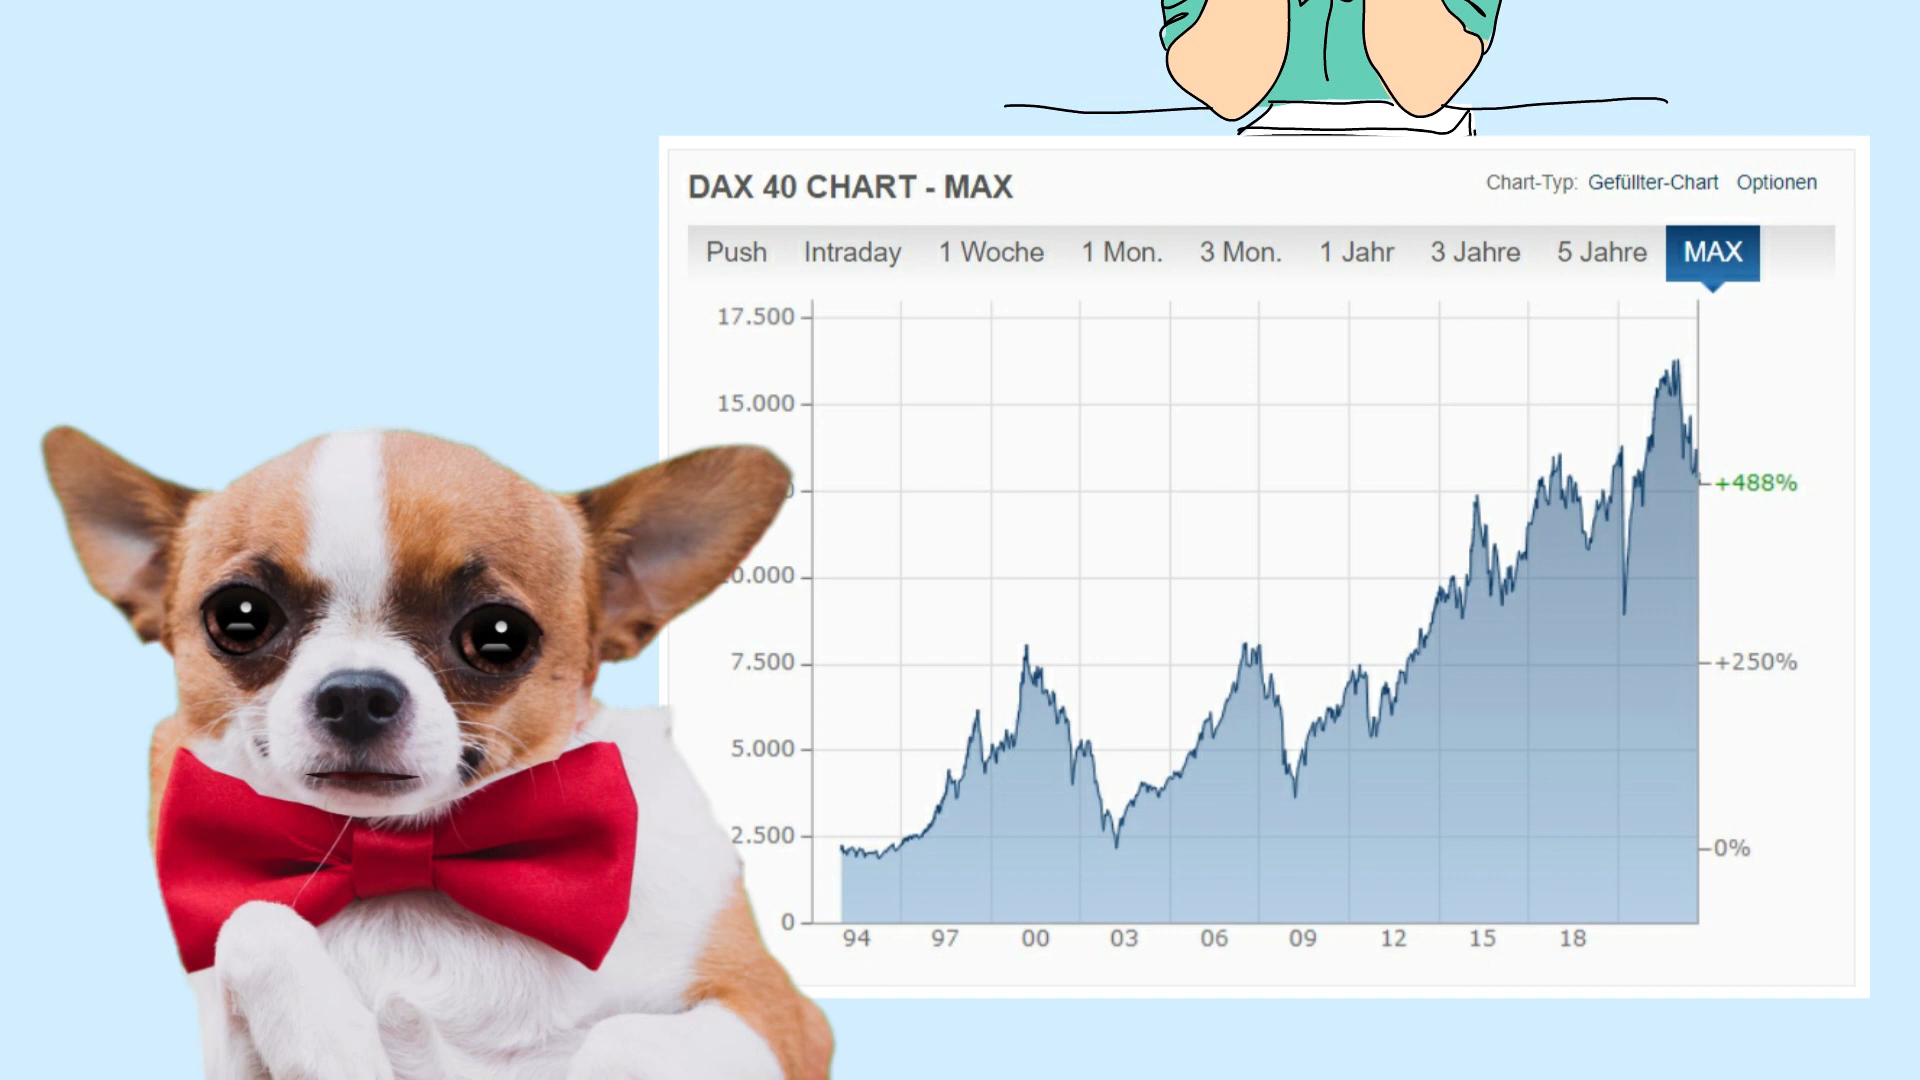 DAX 40 CHART - MAX
Chart-Typ: Gefüllter-Chart Optionen
Push Intraday 1 Woche 1 Mon. 3 Mon. 1 Jahr 3 Jahre 5 Jahre MAX
17.500
15.000
+488%
0.000
7.500
+250%
5.000
2.500
0%
0
94 97 00 03 06 09 12 15 18